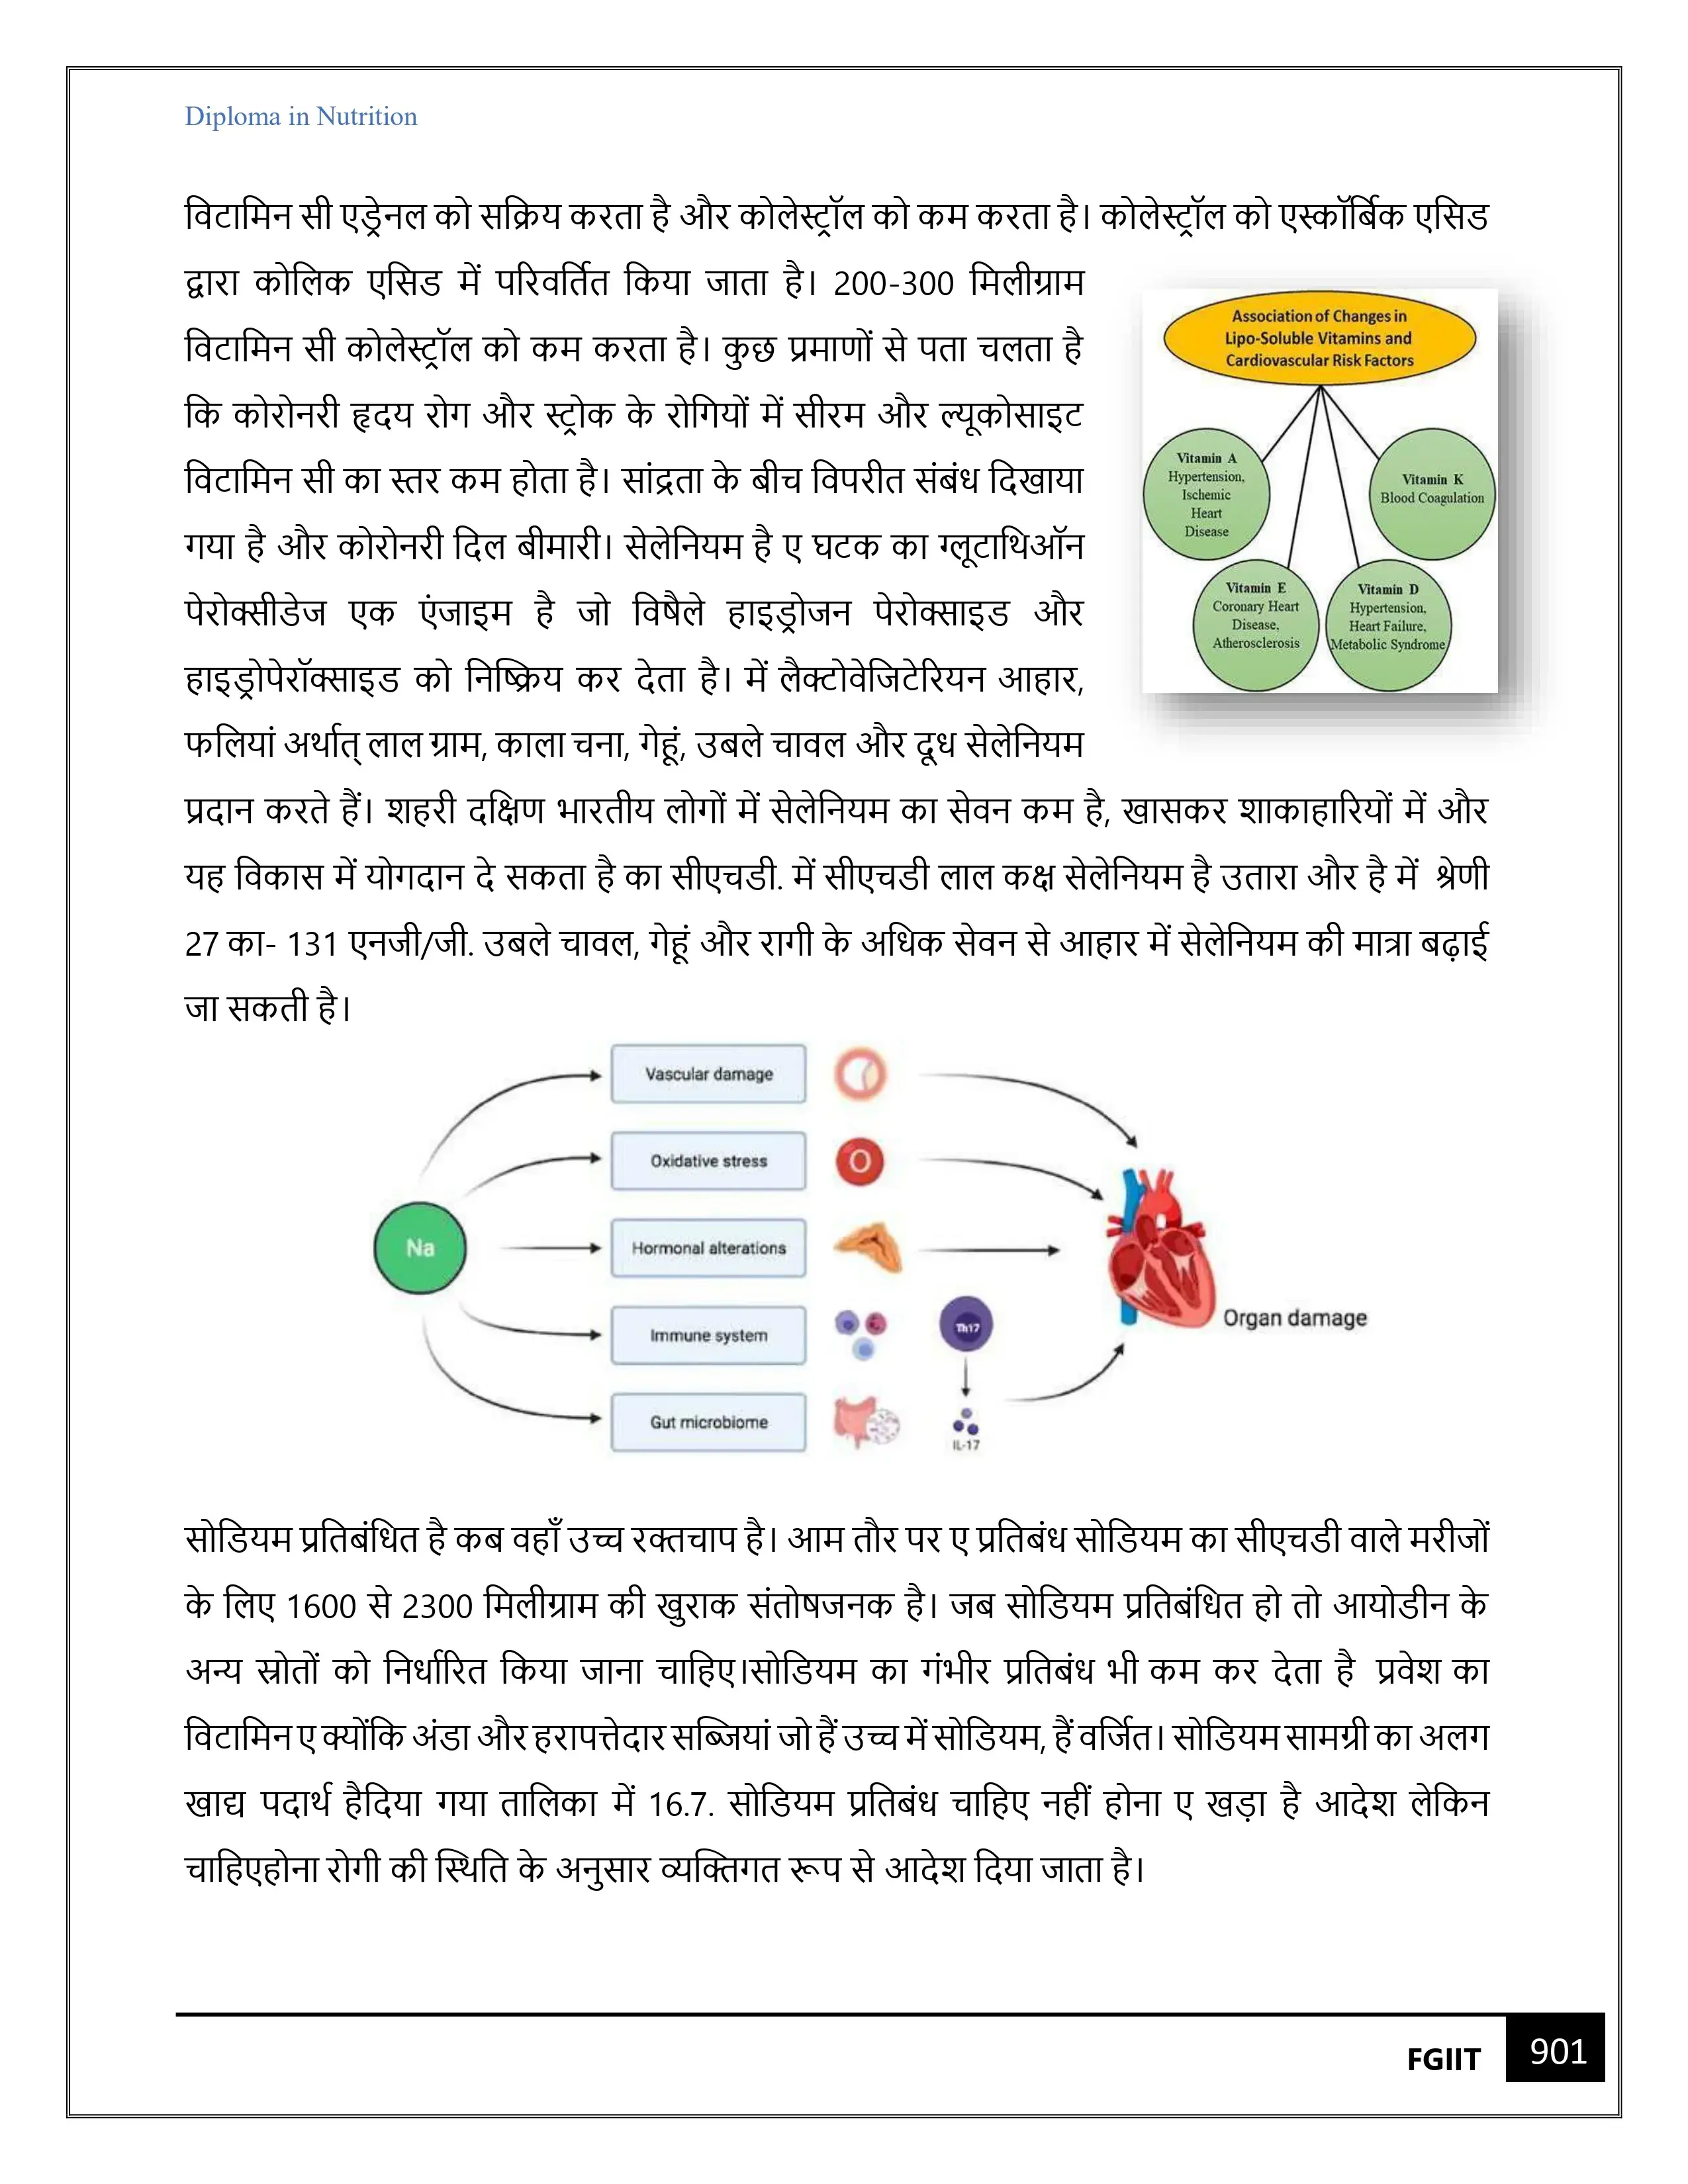 Diploma in Nutrition
विटामिन सी एड्रेनल को सक्रिय करता है और कोलेस्ट्रॉल को कम करता है। कोलेस्ट्रॉल को एस्कॉर्बिक एसिड
द्वारा कोलिक एसिड में परिवर्तित किया जाता है। 200-300 मिलीग्राम
विटामिन सी कोलेस्ट्रॉल को कम करता है। कुछ प्रमाणों से पता चलता है
कि कोरोनरी हृदय रोग और स्ट्रोक के रोगियों में सीरम और ल्यूकोसाइट
विटामिन सी का स्तर कम होता है। सांद्रता के बीच विपरीत संबंध दिखाया
गया है और कोरोनरी दिल बीमारी। सेलेनियम है ए घटक का ग्लूटाथिऑन
पेरोक्सीडेज एक एंजाइम है जो विषैले हाइड्रोजन पेरोक्साइड और
हाइड्रोपेरॉक्साइड को निष्क्रिय कर देता है। में लैक्टोवेजिटेरियन आहार,
फलियां अर्थात् लाल ग्राम, काला चना, गेहूं, उबले चावल और दूध सेलेनियम
प्रदान करते हैं। शहरी दक्षिण भारतीय लोगों में सेलेनियम का सेवन कम है, खासकर शाकाहारियों में और
यह विकास में योगदान दे सकता है का सीएचडी. में सीएचडी लाल कक्ष सेलेनियम है उतारा और है में श्रेणी
27 का- 131 एनजी/जी. उबले चावल, गेहूं और रागी के अधिक सेवन से आहार में सेलेनियम की मात्रा बढ़ाई
जा सकती है।
Association of Changes in
Lipo-Soluble Vitamins and
Cardiovascular Risk Factors
Vitamin A
Hypertension,
Ischemic
Heart
Disease
Vitamin K
Blood Coagulation
Vitamin E
Coronary Heart
Disease,
Atherosclerosis
Vitamin D
Hypertension,
Heart Failure,
Metabolic Syndrome
Vascular damage
Oxidative stress
O
Na
Hormonal alterations
Immune system
Th17
Organ damage
Gut microbiome
IL-17
सोडियम प्रतिबंधित है कब वहाँ उच्च रक्तचाप है। आम तौर पर ए प्रतिबंध सोडियम का सीएचडी वाले मरीजों
के लिए 1600 से 2300 मिलीग्राम की खुराक संतोषजनक है। जब सोडियम प्रतिबंधित हो तो आयोडीन के
अन्य स्रोतों को निर्धारित किया जाना चाहिए।सोडियम का गंभीर प्रतिबंध भी कम कर देता है प्रवेश का
विटामिन ए क्योंकि अंडा और हरापत्तेदार सब्जियां जो हैं उच्च में सोडियम, हैं वर्जित। सोडियम सामग्री का अलग
खाद्य पदार्थ हैदिया गया तालिका में 16.7. सोडियम प्रतिबंध चाहिए नहीं होना ए खड़ा है आदेश लेकिन
चाहिएहोना रोगी की स्थिति के अनुसार व्यक्तिगत रूप से आदेश दिया जाता है।
FGIIT 901